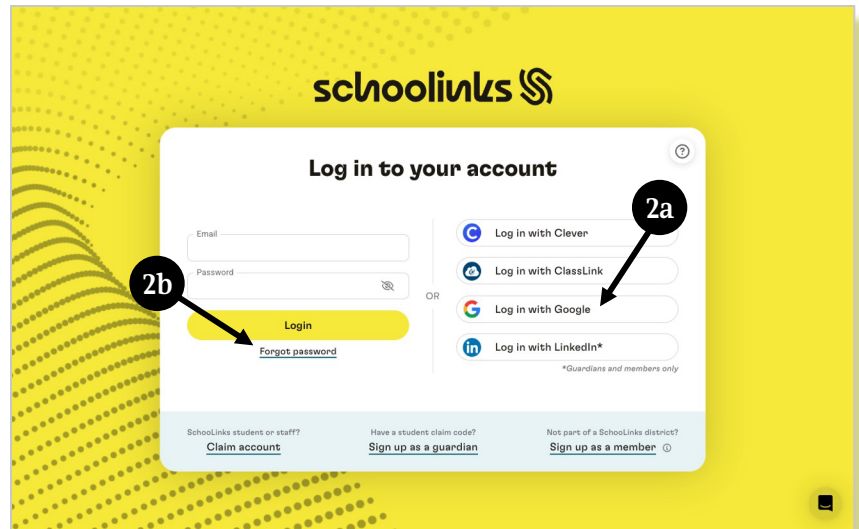 schoolinks
Log in to your account
?
2a
Email
Password
2b
Login
Forgot password
OR
C
Log in with Clever
Log in with ClassLink
G
Log in with Google
in
Log in with LinkedIn*
*Guardians and members only
SchooLinks student or staff?
Claim account
Have a student claim code?
Sign up as a guardian
Not part of a SchooLinks district?
Sign up as a member